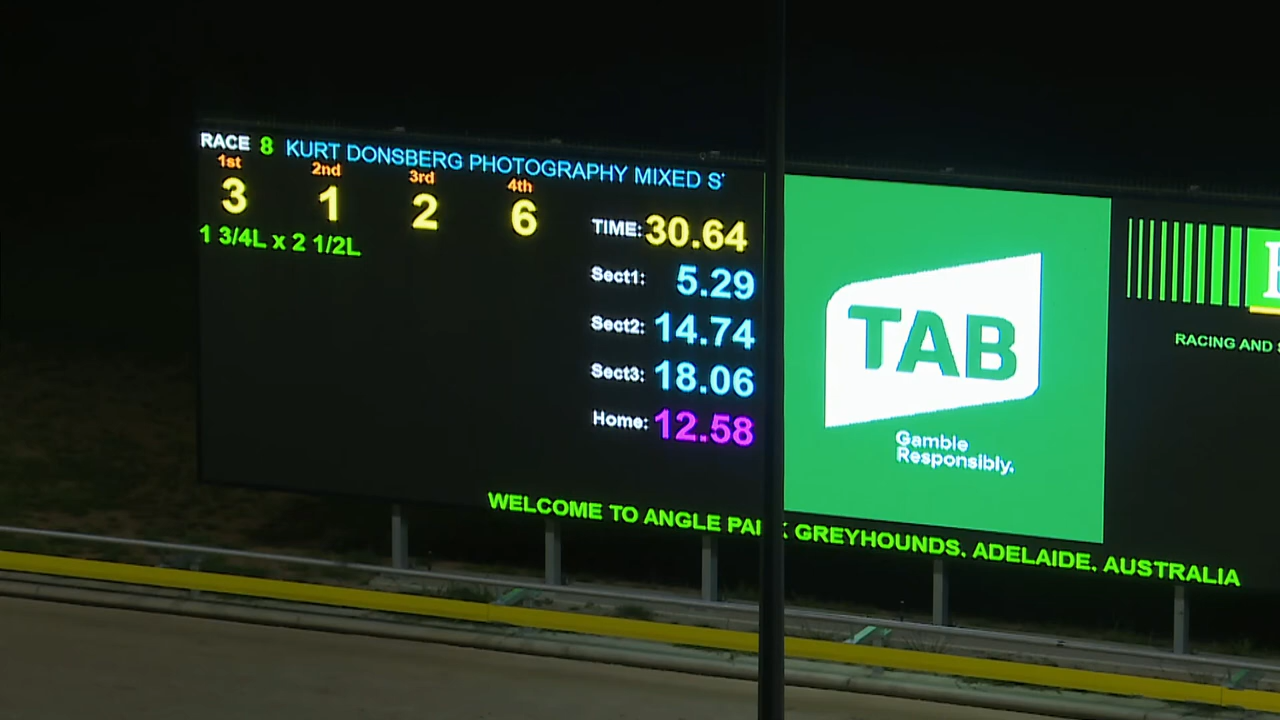 RACE 8 KURT DONSBERG PHOTOGRAPHY MIXED
1st 2nd 3rd 4th
3 1 2 6
1 3/4L x 2 1/2L
TIME: 30.64
Sect1: 5.29
Sect2: 14.74
Sect3: 18.06
Home: 12.58
TAB
Gamble
Responsibly.
RACING AND
WELCOME TO ANGLE PARK GREYHOUNDS. ADELAIDE. AUSTRALIA